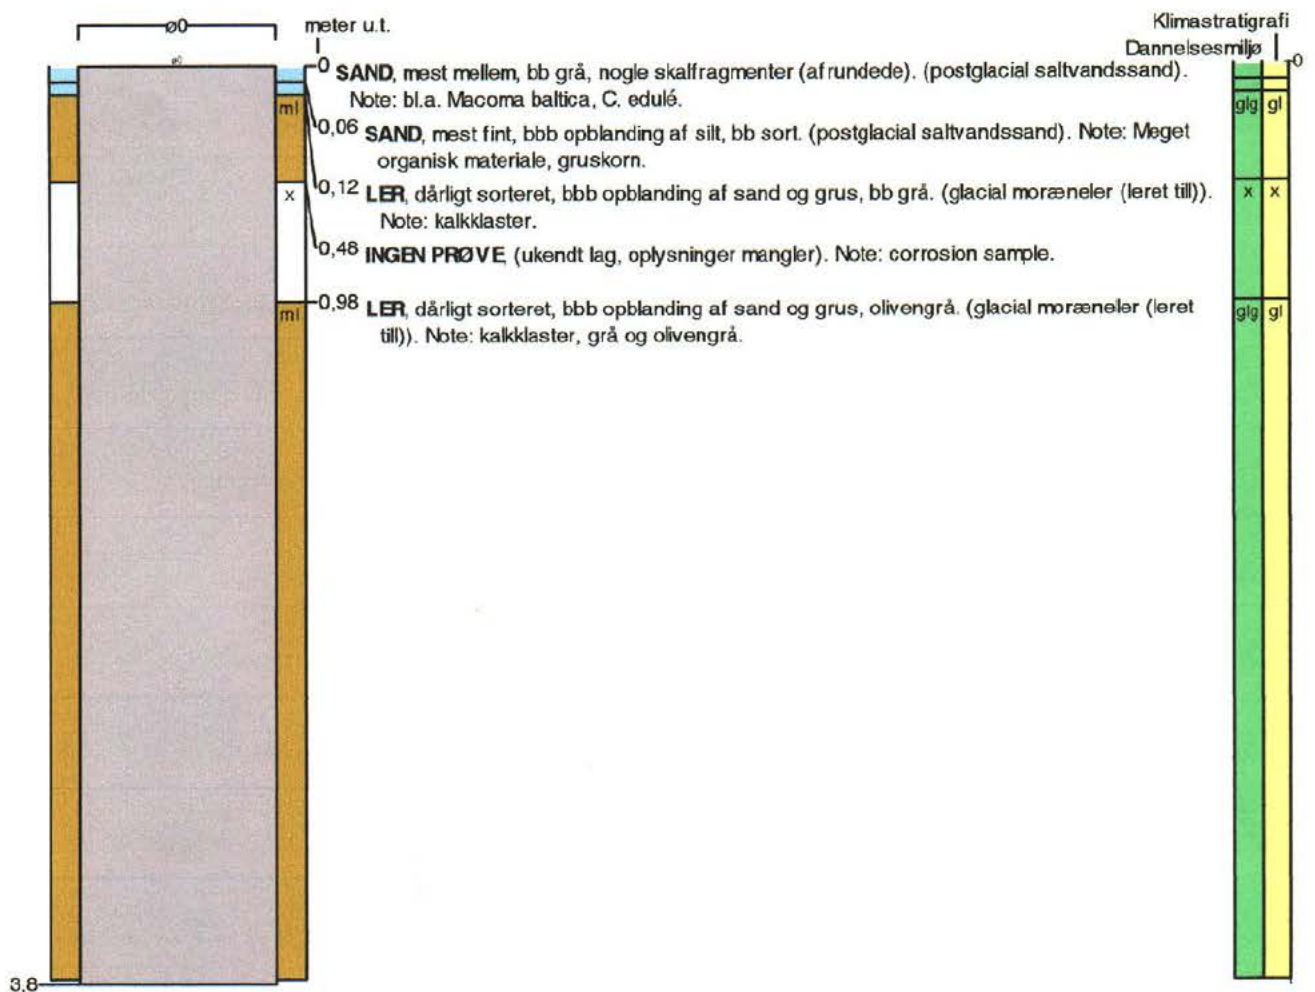 ø0
meter u.t.
Klimastratigrafi
Dannelsesmiljø
ø0
0 SAND, mest mellem, bb grå, nogle skalfragmenter (afrundede). (postglacial saltvandssand).
Note: bl.a. Macoma baltica, C. edulé.
0
ml
glg gl
0,06 SAND, mest fint, bbb opblanding af silt, bb sort. (postglacial saltvandssand). Note: Meget
organisk materiale, gruskorn.
0,12 LER, dårligt sorteret, bbb opblanding af sand og grus, bb grå. (glacial moræneler (leret till)).
Note: kalkklaster.
x
x x
0,48 INGEN PRØVE, (ukendt lag, oplysninger mangler). Note: corrosion sample.
0,98 LER, dårligt sorteret, bbb opblanding af sand og grus, olivengrå. (glacial moræneler (leret
till)). Note: kalkklaster, grå og olivengrå.
ml
glg gl
3,8